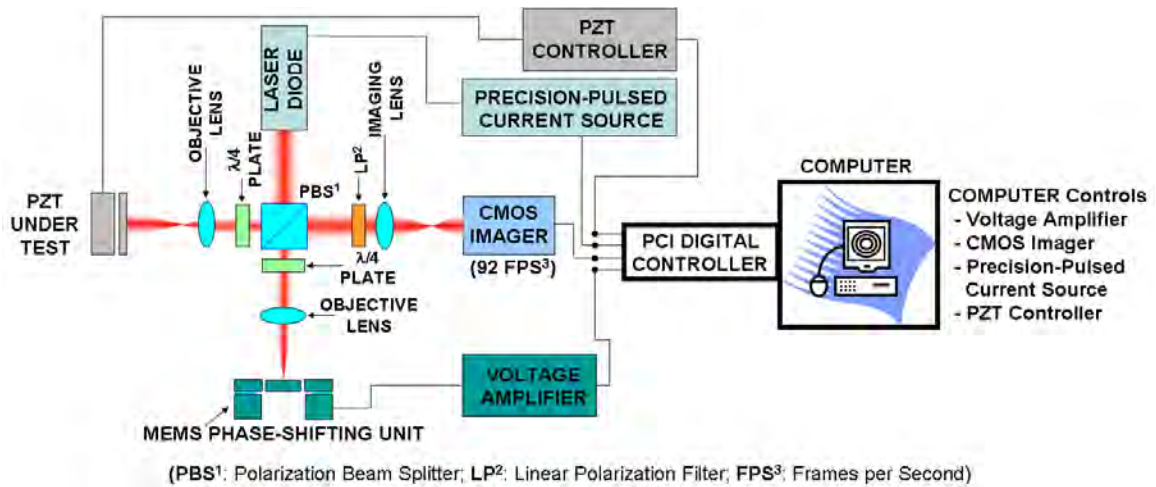 PZT
CONTROLLER
LASER
DIODE
PRECISION-PULSED
CURRENT SOURCE
OBJECTIVE
LENS
λ/4
PLATE
PBS¹
LP²
IMAGING
LENS
PZT
UNDER
TEST
CMOS
IMAGER
(92 FPS³)
λ/4
PLATE
OBJECTIVE
LENS
PCI DIGITAL
CONTROLLER
COMPUTER
COMPUTER Controls
- Voltage Amplifier
- CMOS Imager
- Precision-Pulsed
Current Source
- PZT Controller
VOLTAGE
AMPLIFIER
MEMS PHASE-SHIFTING UNIT
(PBS¹: Polarization Beam Splitter; LP²: Linear Polarization Filter; FPS³: Frames per Second)